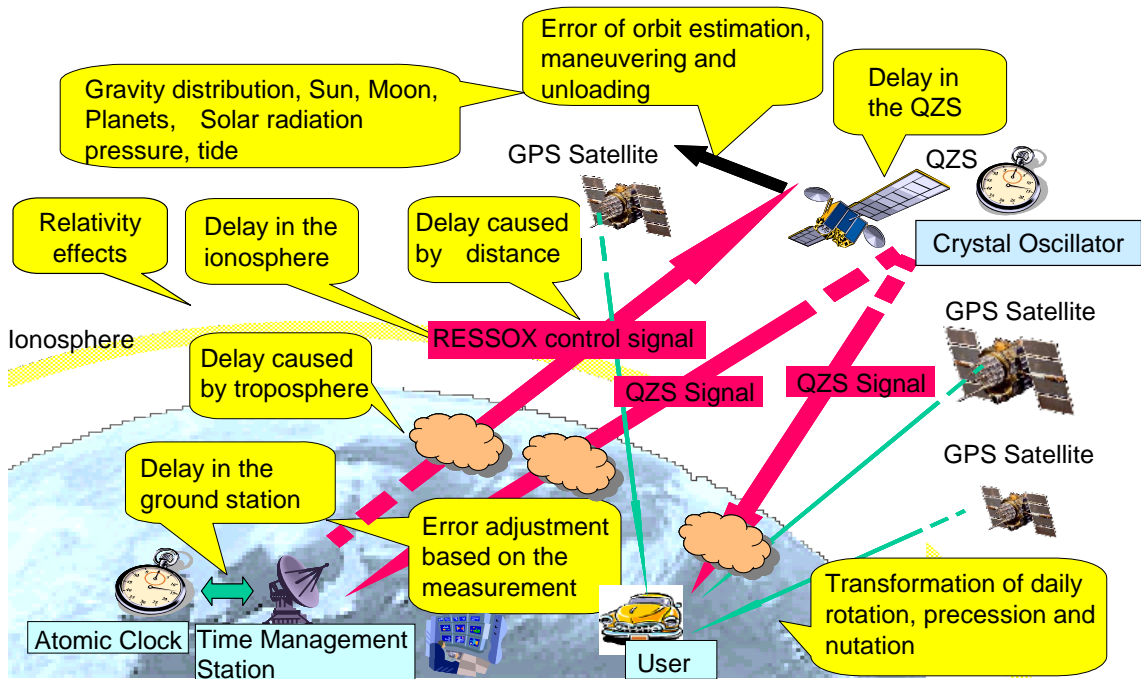 Error of orbit estimation,
maneuvering and
unloading
Gravity distribution, Sun, Moon,
Planets, Solar radiation
pressure, tide
Delay in
the QZS
GPS Satellite
QZS
Crystal Oscillator
Relativity
effects
Delay in the
ionosphere
Delay caused
by distance
Ionosphere
RESSOX control signal
GPS Satellite
Delay caused
by troposphere
QZS Signal
QZS Signal
GPS Satellite
Delay in the
ground station
Error adjustment
based on the
measurement
Transformation of daily
rotation, precession and
nutation
Atomic Clock
Time Management
Station
User